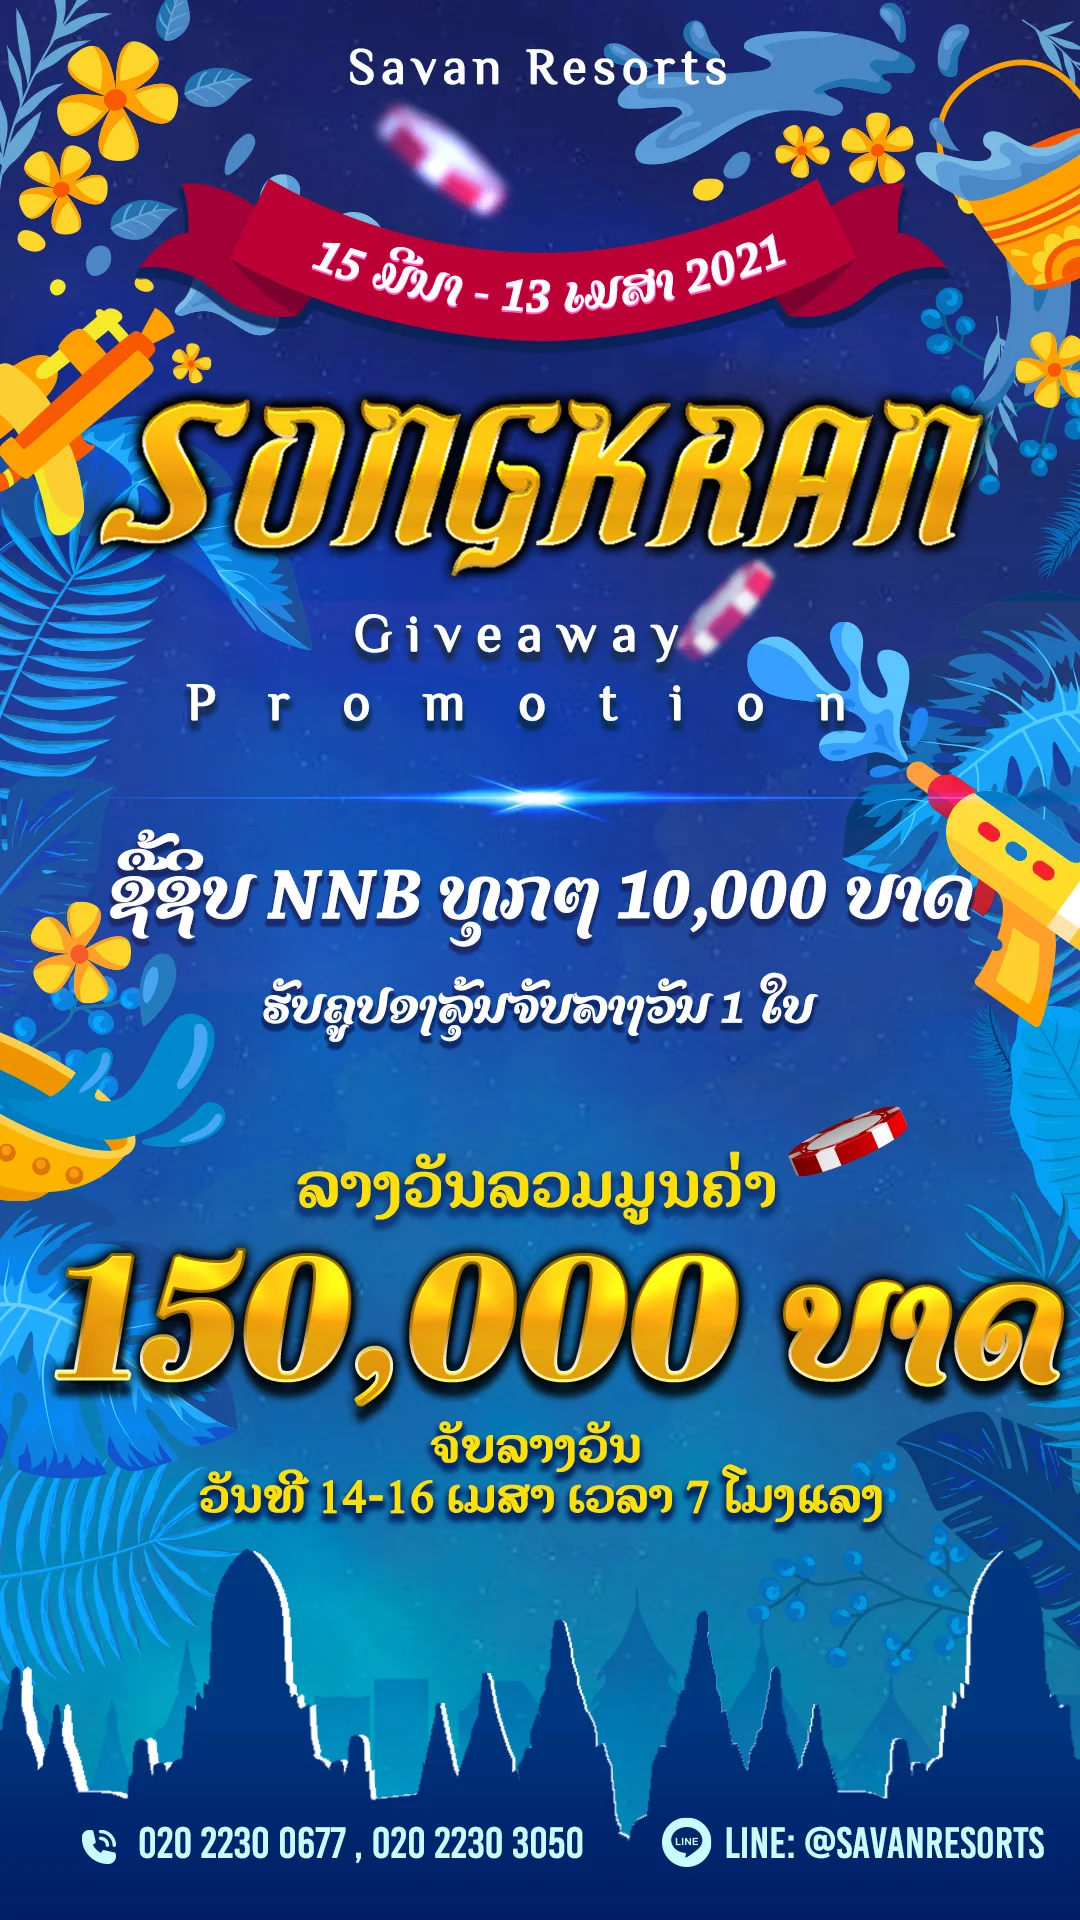 Savan Resorts
15 ມີນາ - 13 ເມສາ 2021
SONGKRAN
Giveaway
Promotion
ຊື້ຊິບ NNB ທຸກໆ 10,000 ບາດ
ຮັບຄູປອງລຸ້ນຈັບລາງວັນ 1 ໃບ
ລາງວັນລວມມູນຄ່າ
150,000 ບາດ
ຈັບລາງວັນ
ວັນທີ 14-16 ເມສາ ເວລາ 7 ໂມງແລງ
020 2230 0677 , 020 2230 3050
LINE
LINE: @SAVANRESORTS